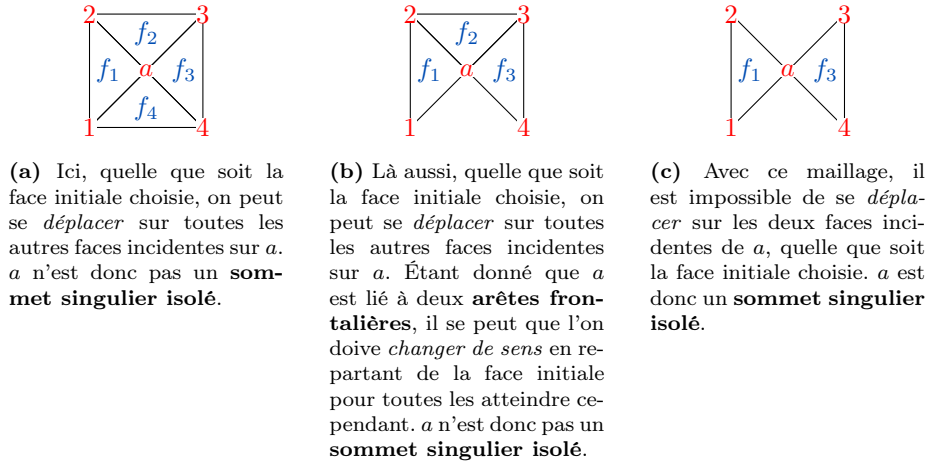 2 3
f2
f1 a f3
f4
1 4
(a) Ici, quelle que soit la
face initiale choisie, on peut
se déplacer sur toutes les
autres faces incidentes sur a.
a n'est donc pas un som-
met singulier isolé.
2 3
f2
f1 a f3
1 4
(b) Là aussi, quelle que soit
la face initiale choisie, on
peut se déplacer sur toutes
les autres faces incidentes
sur a. Étant donné que a
est lié à deux arêtes fron-
talières, il se peut que l'on
doive changer de sens en re-
partant de la face initiale
pour toutes les atteindre ce-
pendant. a n'est donc pas un
sommet singulier isolé.
2 3
f1 a f3
1 4
(c) Avec ce maillage, il
est impossible de se dépla-
cer sur les deux faces inci-
dentes de a, quelle que soit
la face initiale choisie. a est
donc un sommet singulier
isolé.